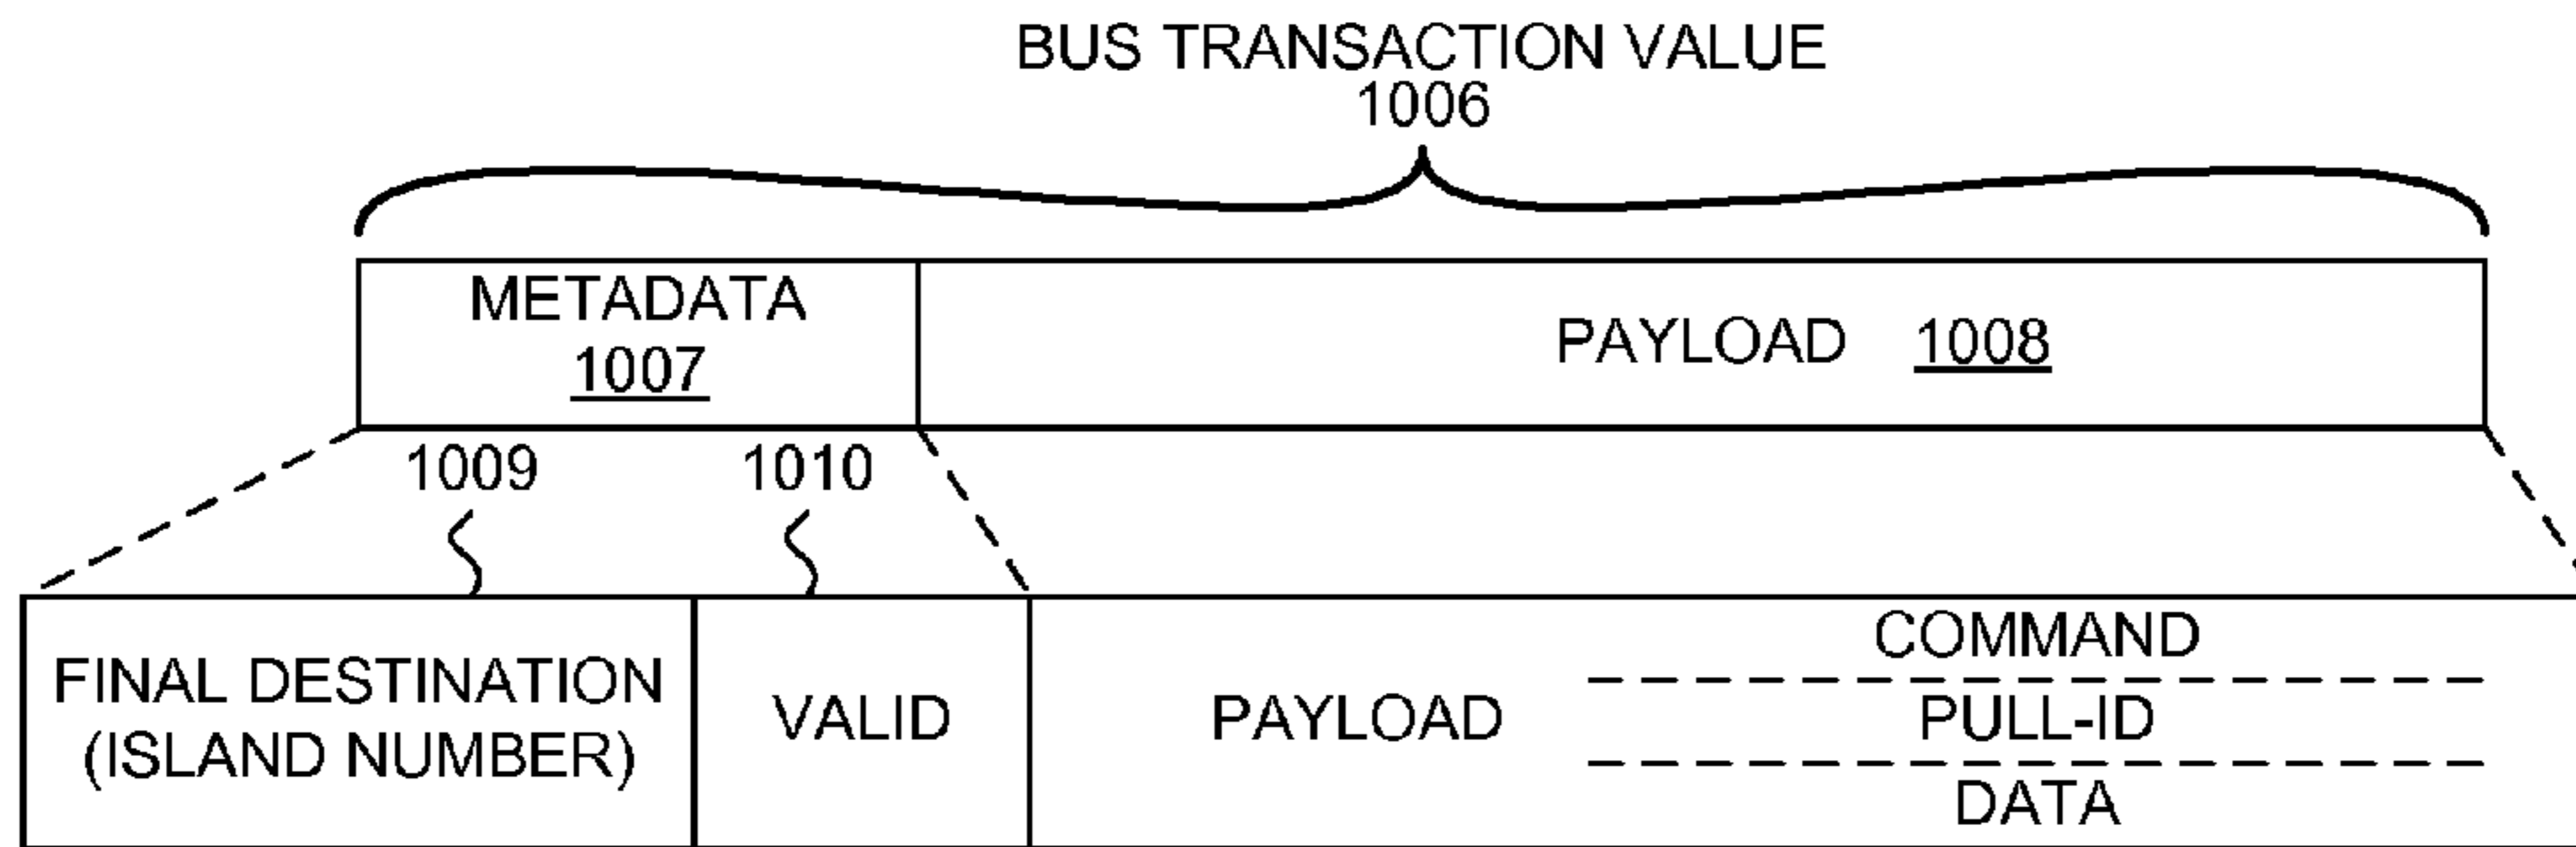 BUS TRANSACTION VALUE
1006
METADATA
1007
PAYLOAD 1008
1009
1010
FINAL DESTINATION
(ISLAND NUMBER)
VALID
PAYLOAD
COMMAND
PULL-ID
DATA